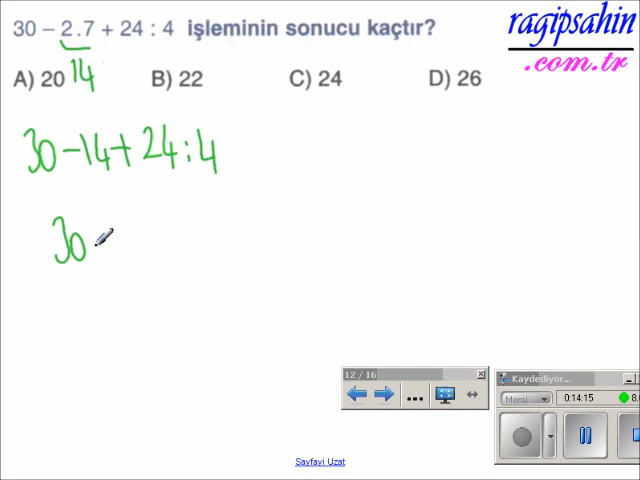 30 – 2 . 7 + 24 : 4 işleminin sonucu kaçtır?
ragipsahin
.com.tr
A) 20 B) 22 C) 24 D) 26
14
30 – 14 + 24 : 4
30
12 / 16
...
Kaydediyor...
Menü 0:14:15
Sayfayi Uzat